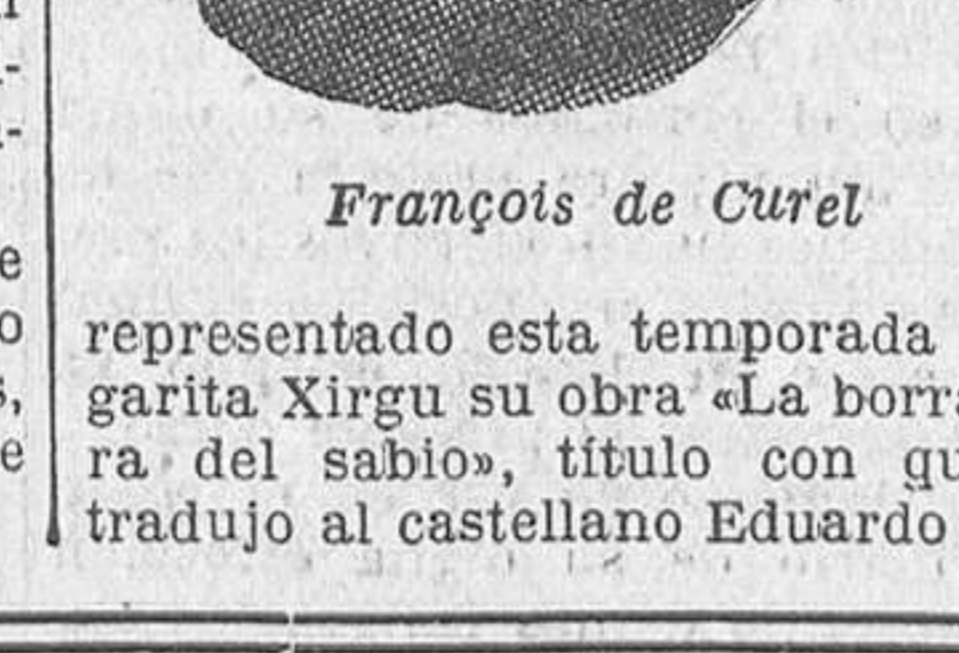 François de Curel
e
o representado esta temporada
s, garita Xirgu su obra «La borra
e ra del sabio», título con qu
tradujo al castellano Eduardo